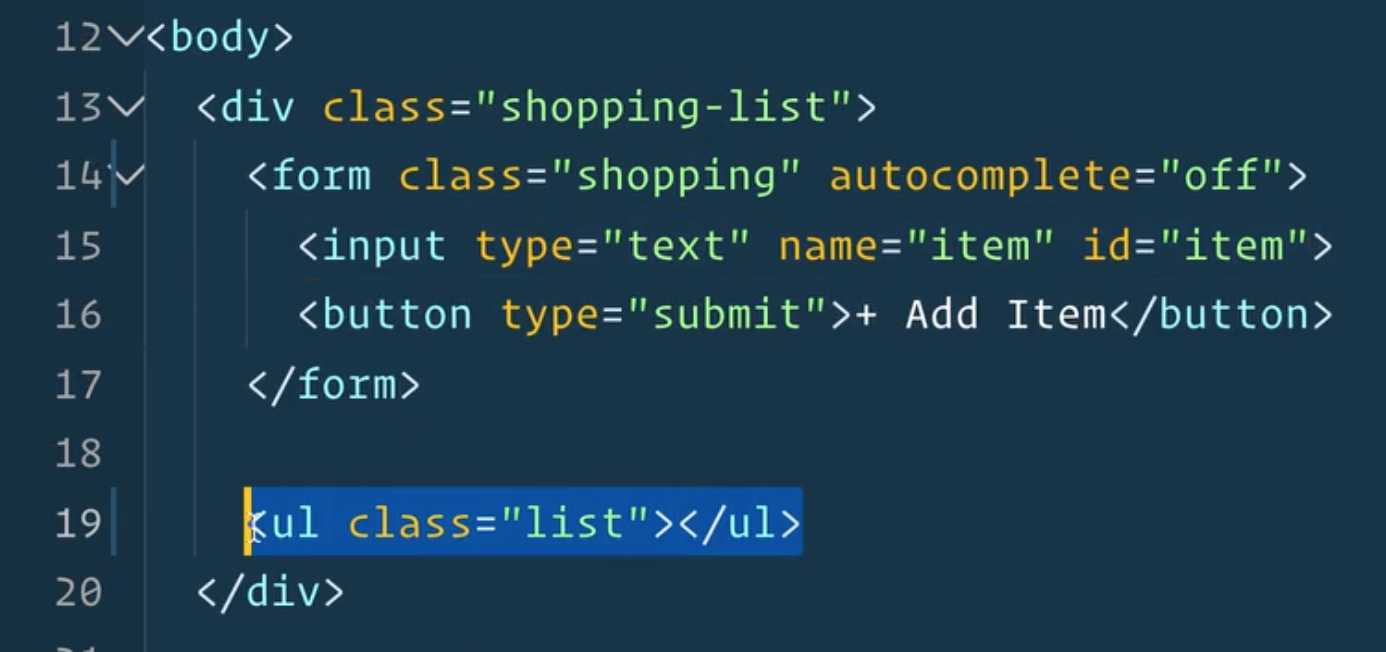 12 <body>
13 <div class="shopping-list">
14 <form class="shopping" autocomplete="off">
15 <input type="text" name="item" id="item">
16 <button type="submit">+ Add Item</button>
17 </form>
18
19 <ul class="list"></ul>
20 </div>